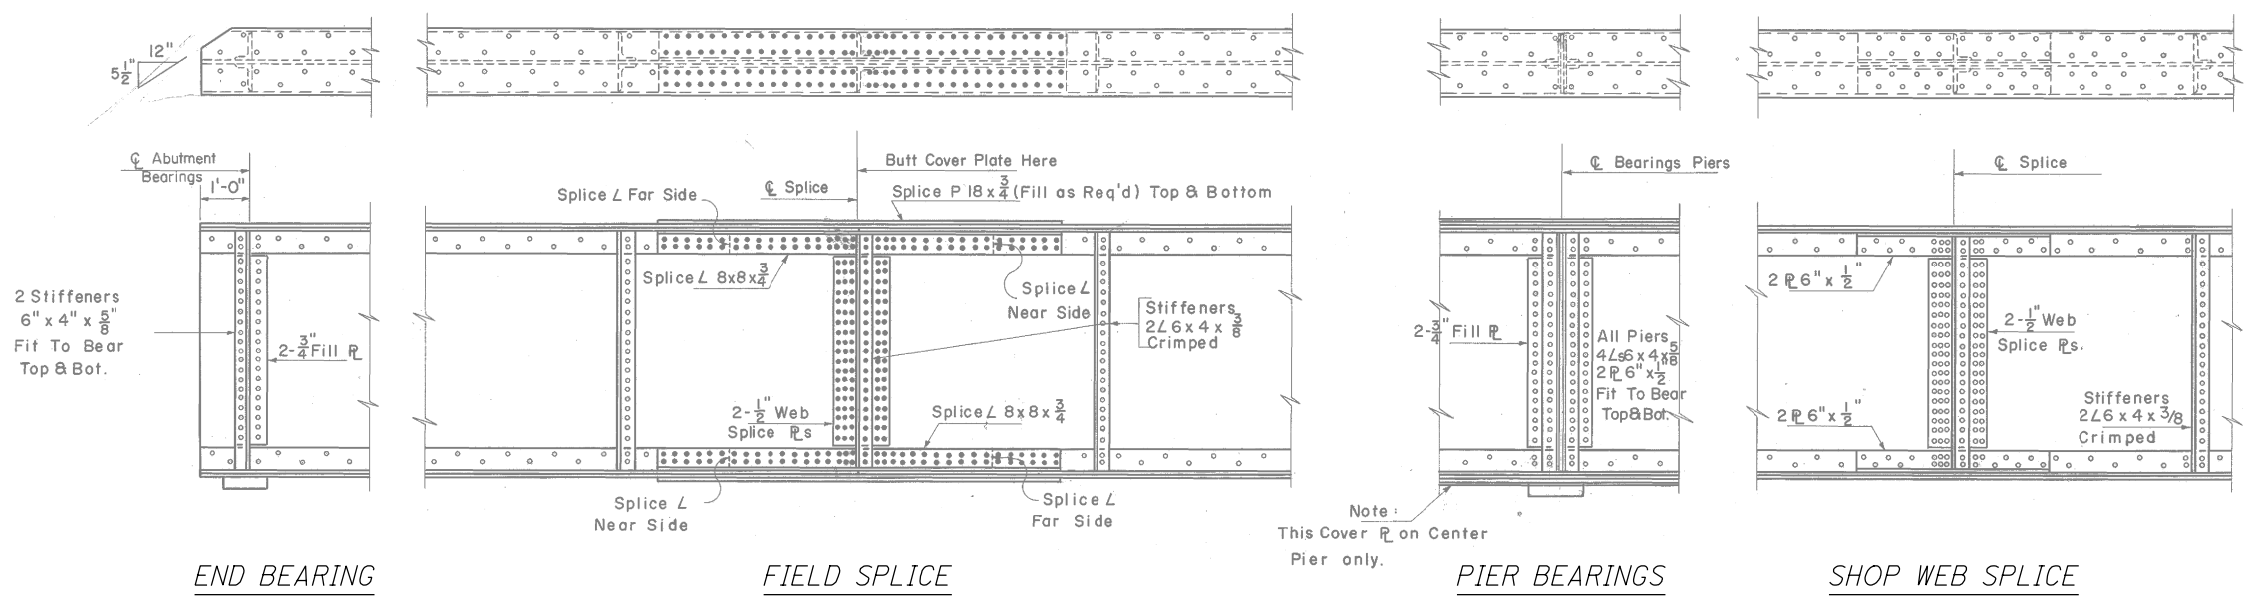 12"
5 1/2"
℄ Abutment
Bearings
1'-0"
2 Stiffeners
6" x 4" x 5/8"
Fit To Bear
Top & Bot.
2-3/4" Fill ℄
END BEARING
Splice ∠ Far Side
℄ Splice
Butt Cover Plate Here
Splice P 18 x 3/4 (Fill as Req'd) Top & Bottom
Splice ∠ 8x8x3/4
Splice ∠
Near Side
Stiffeners
2∠ 6 x 4 x 3/8
Crimped
2-1/2" Web
Splice ℄s
Splice ∠ 8 x 8 x 3/4
Splice ∠
Near Side
Splice ∠
Far Side
FIELD SPLICE
℄ Bearings Piers
2-3/4" Fill ℄
All Piers
4∠s 6 x 4 x 5/8
2 ℄ 6" x 1/2"
Fit To Bear
Top & Bot.
Note:
This Cover ℄ on Center
Pier only.
PIER BEARINGS
℄ Splice
2 ℄ 6" x 1/2"
2-1/2" Web
Splice ℄s.
2 ℄ 6" x 1/2"
Stiffeners
2∠ 6 x 4 x 3/8
Crimped
SHOP WEB SPLICE